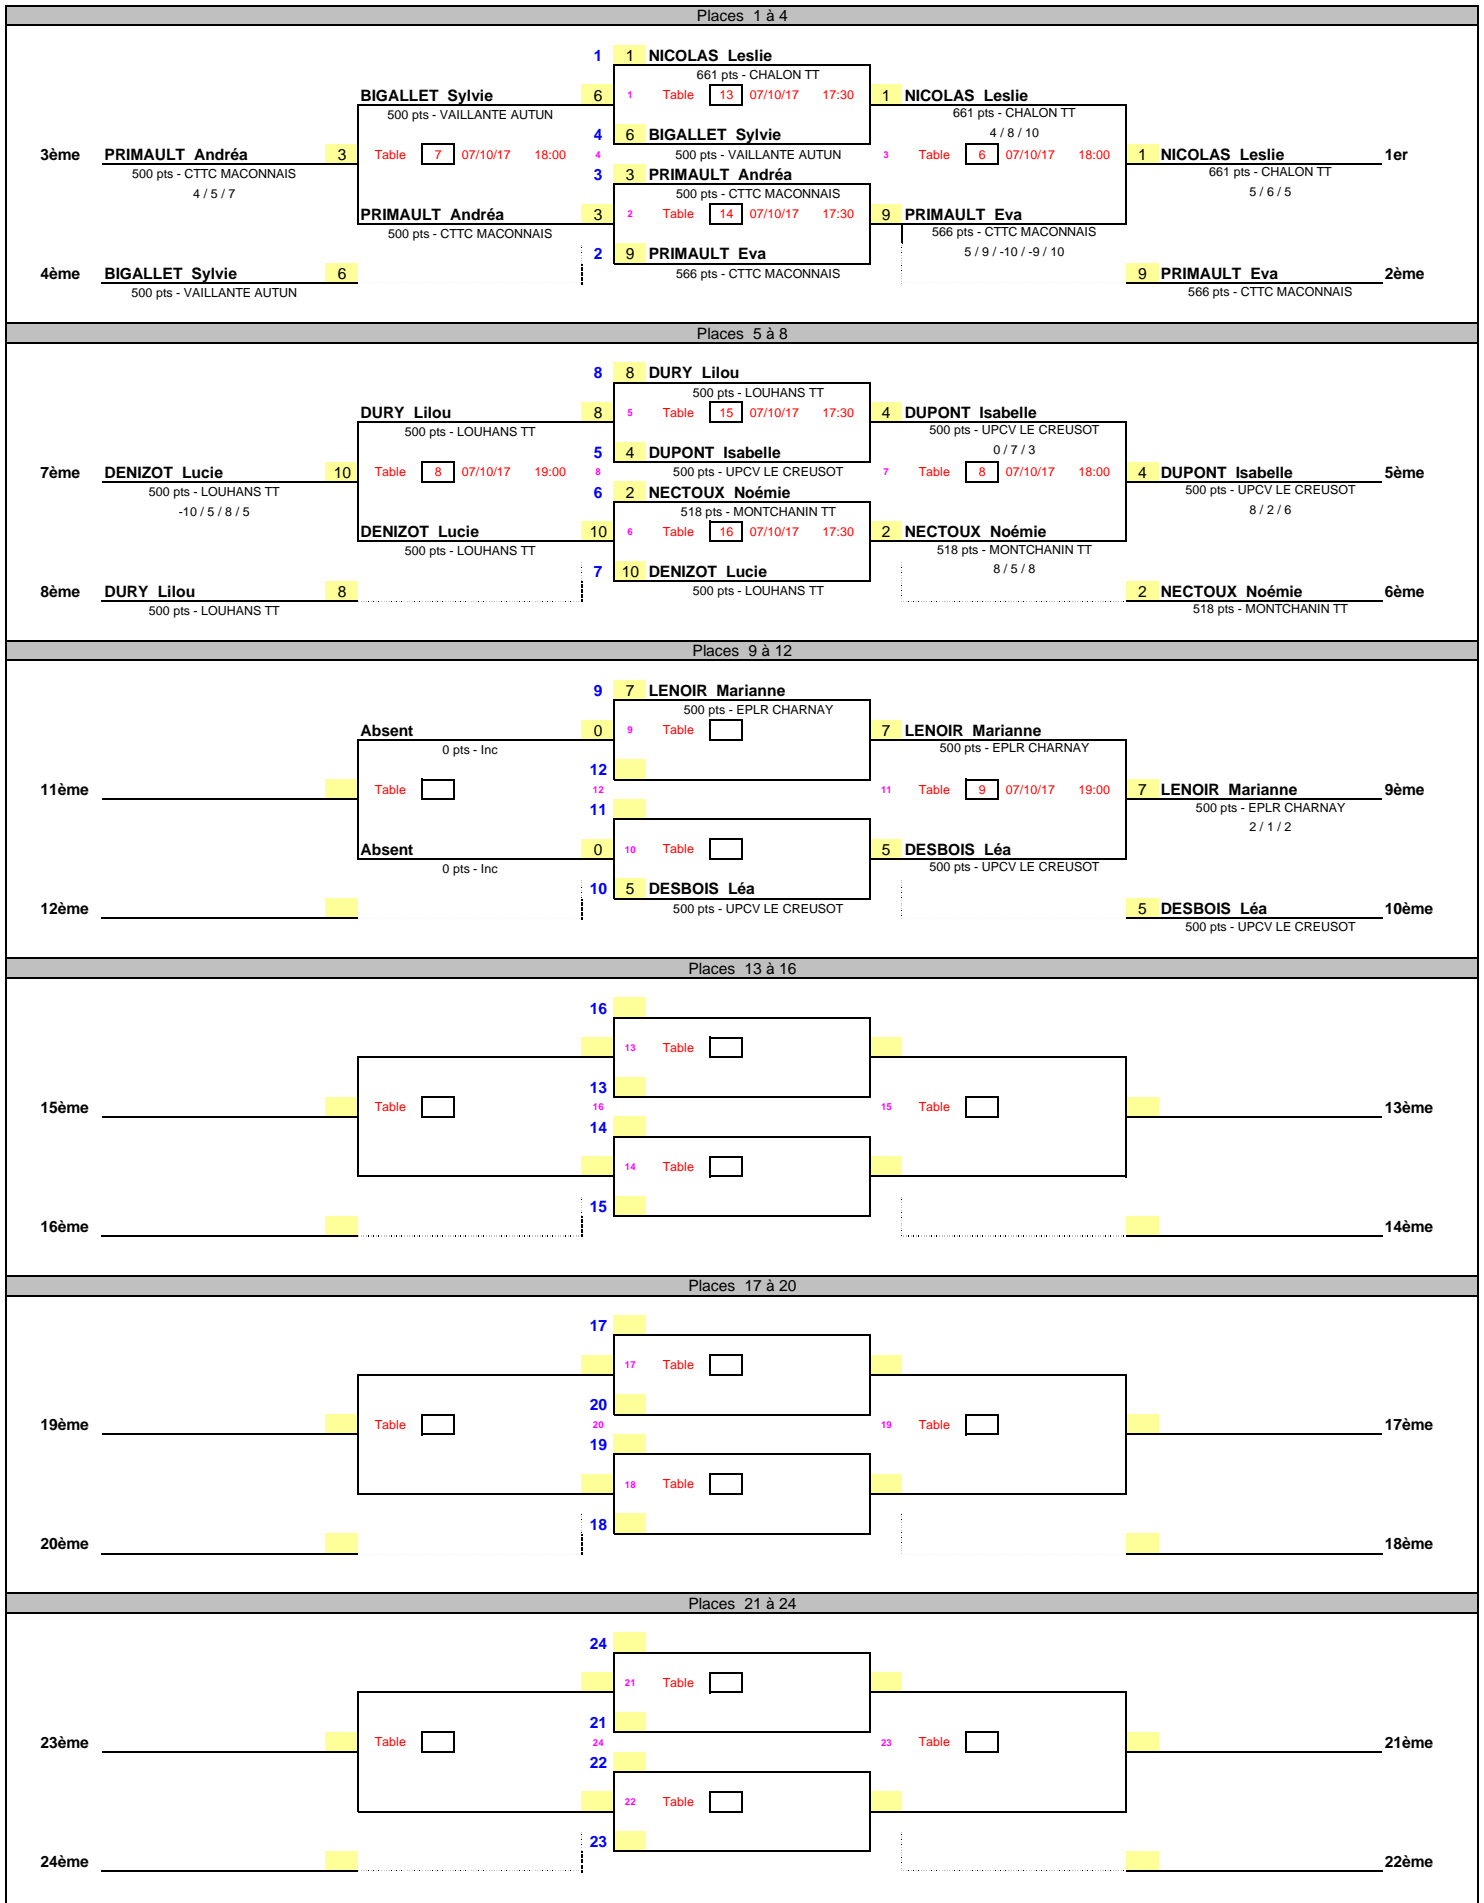 Places 1 à 4
1 1 NICOLAS Leslie
661 pts - CHALON TT
BIGALLET Sylvie 6 1 Table 13 07/10/17 17:30 1 NICOLAS Leslie
500 pts - VAILLANTE AUTUN 661 pts - CHALON TT
4 6 BIGALLET Sylvie 4 / 8 / 10
3ème PRIMAULT Andréa 3 Table 7 07/10/17 18:00 4 500 pts - VAILLANTE AUTUN 3 Table 6 07/10/17 18:00 1 NICOLAS Leslie 1er
500 pts - CTTC MACONNAIS 3 3 PRIMAULT Andréa 661 pts - CHALON TT
4 / 5 / 7 500 pts - CTTC MACONNAIS 5 / 6 / 5
PRIMAULT Andréa 3 2 Table 14 07/10/17 17:30 9 PRIMAULT Eva
500 pts - CTTC MACONNAIS 566 pts - CTTC MACONNAIS
2 9 PRIMAULT Eva 5 / 9 / -10 / -9 / 10
4ème BIGALLET Sylvie 6 566 pts - CTTC MACONNAIS 9 PRIMAULT Eva 2ème
500 pts - VAILLANTE AUTUN 566 pts - CTTC MACONNAIS
Places 5 à 8
8 8 DURY Lilou
500 pts - LOUHANS TT
DURY Lilou 8 5 Table 15 07/10/17 17:30 4 DUPONT Isabelle
500 pts - LOUHANS TT 500 pts - UPCV LE CREUSOT
5 4 DUPONT Isabelle 0 / 7 / 3
7ème DENIZOT Lucie 10 Table 8 07/10/17 19:00 8 500 pts - UPCV LE CREUSOT 7 Table 8 07/10/17 18:00 4 DUPONT Isabelle 5ème
500 pts - LOUHANS TT 6 2 NECTOUX Noémie 500 pts - UPCV LE CREUSOT
-10 / 5 / 8 / 5 518 pts - MONTCHANIN TT 8 / 2 / 6
DENIZOT Lucie 10 6 Table 16 07/10/17 17:30 2 NECTOUX Noémie
500 pts - LOUHANS TT 518 pts - MONTCHANIN TT
7 10 DENIZOT Lucie 8 / 5 / 8
8ème DURY Lilou 8 500 pts - LOUHANS TT 2 NECTOUX Noémie 6ème
500 pts - LOUHANS TT 518 pts - MONTCHANIN TT
Places 9 à 12
9 7 LENOIR Marianne
500 pts - EPLR CHARNAY
Absent 0 9 Table 7 LENOIR Marianne
0 pts - Inc 500 pts - EPLR CHARNAY
12
11ème Table 12 11 Table 9 07/10/17 19:00 7 LENOIR Marianne 9ème
11 500 pts - EPLR CHARNAY
2 / 1 / 2
Absent 0 10 Table 5 DESBOIS Léa
0 pts - Inc 500 pts - UPCV LE CREUSOT
10 5 DESBOIS Léa
12ème 500 pts - UPCV LE CREUSOT 5 DESBOIS Léa 10ème
500 pts - UPCV LE CREUSOT
Places 13 à 16
16
13 Table
13
15ème Table 16 15 Table 13ème
14
14 Table
15
16ème 14ème
Places 17 à 20
17
17 Table
20
19ème Table 20 19 Table 17ème
19
18 Table
18
20ème 18ème
Places 21 à 24
24
21 Table
21
23ème Table 24 23 Table 21ème
22
22 Table
23
24ème 22ème